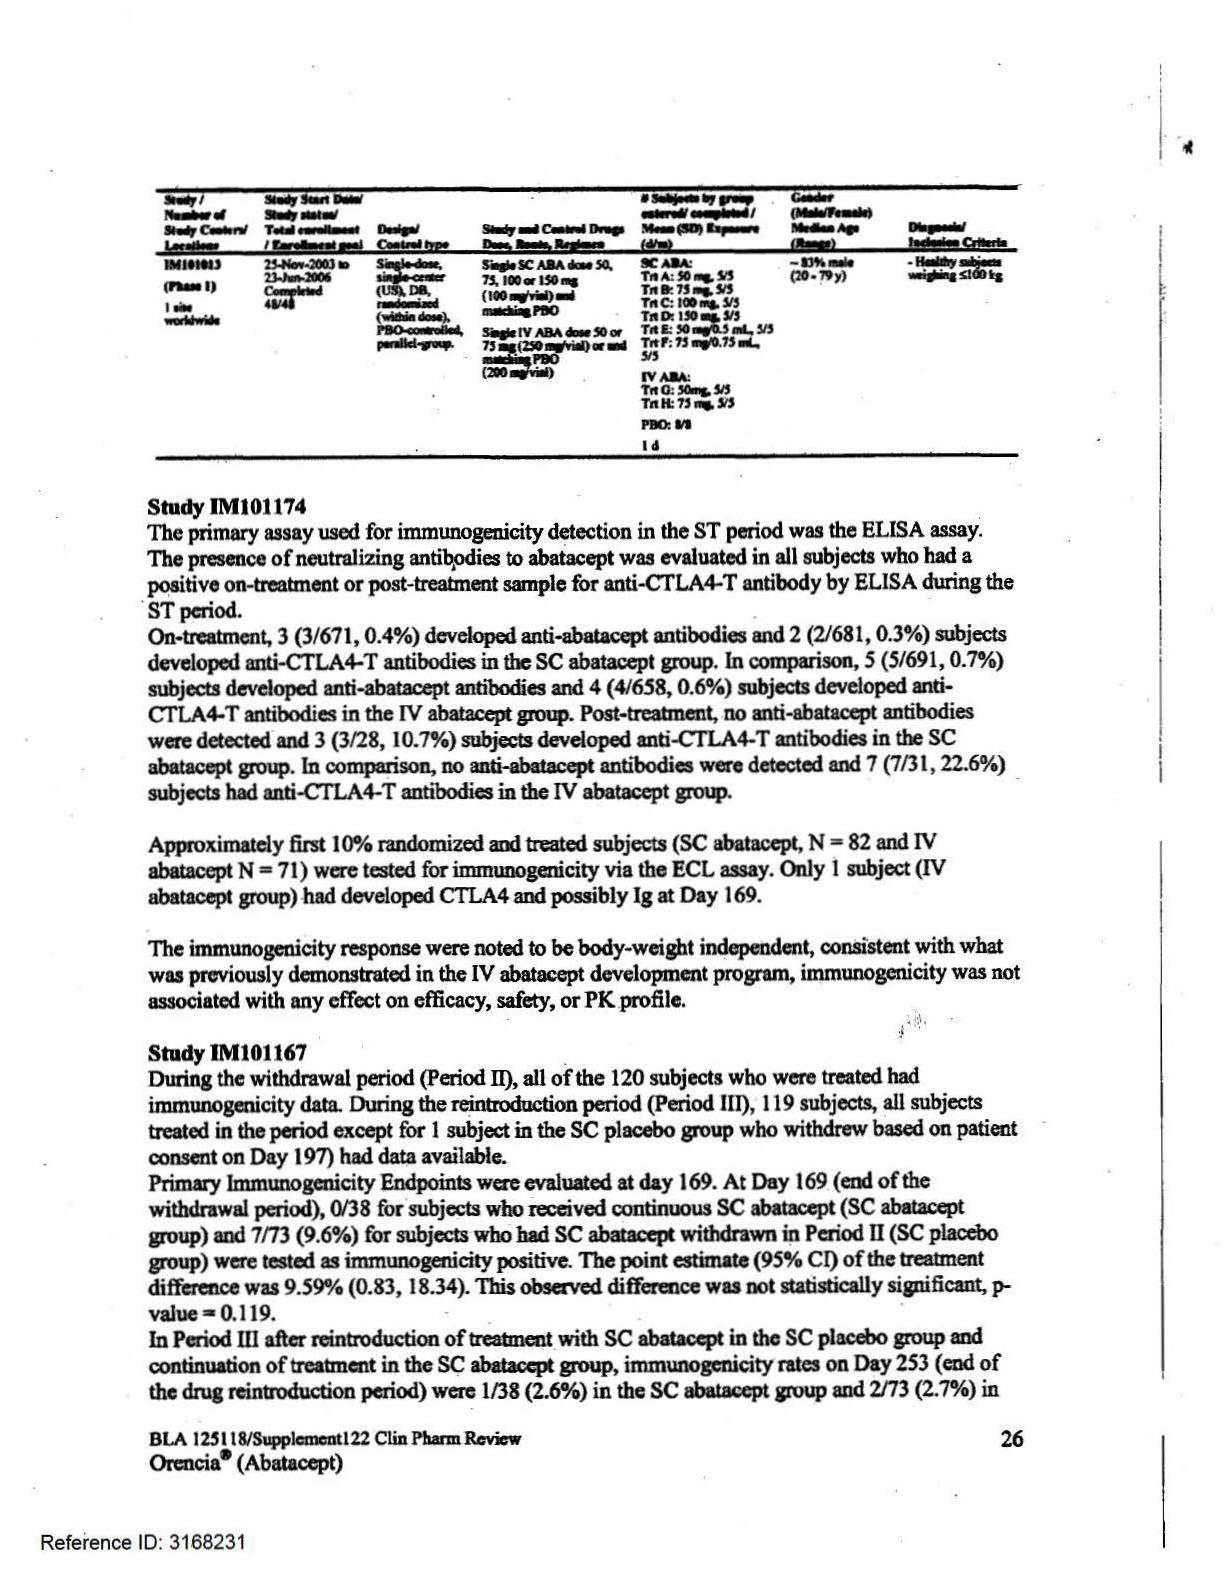 Study / Study Start Date/ # Subjects by group Gender
Number of Study status/ entered/ completed / (Male/Female)
Study Centers/ Total enrollment Design/ Study and Control Drugs Mean (SD) Exposure Median Age Diagnosis/
Locations / Enrollment goal Control type Dose, Route, Regimen (d/m) (Range) Inclusion Criteria
IM101013
(Phase 1)
1 site
worldwide
25-Nov-2003 to
23-Jun-2006
Completed
48/48
Single-dose,
single-center
(US), DB,
randomized
(within dose),
PBO-controlled,
parallel-group.
Single SC ABA dose 50,
75, 100 or 150 mg
(100 mg/vial) and
matching PBO
Single IV ABA dose 50 or
75 mg (250 mg/vial) or and
matching PBO
(200 mg/vial)
SC ABA:
Trt A: 50 mg, 5/5
Trt B: 75 mg, 5/5
Trt C: 100 mg, 5/5
Trt D: 150 mg, 5/5
Trt E: 50 mg/0.5 mL, 5/5
Trt F: 75 mg/0.75 mL,
5/5
IV ABA:
Trt G: 50mg, 5/5
Trt H: 75 mg, 5/5
PBO: 8/8
1 d
~ 83% male
(20 - 79 y)
- Healthy subjects
weighing ≤100 kg
Study IM101174
The primary assay used for immunogenicity detection in the ST period was the ELISA assay.
The presence of neutralizing antibodies to abatacept was evaluated in all subjects who had a
positive on-treatment or post-treatment sample for anti-CTLA4-T antibody by ELISA during the
ST period.
On-treatment, 3 (3/671, 0.4%) developed anti-abatacept antibodies and 2 (2/681, 0.3%) subjects
developed anti-CTLA4-T antibodies in the SC abatacept group. In comparison, 5 (5/691, 0.7%)
subjects developed anti-abatacept antibodies and 4 (4/658, 0.6%) subjects developed anti-
CTLA4-T antibodies in the IV abatacept group. Post-treatment, no anti-abatacept antibodies
were detected and 3 (3/28, 10.7%) subjects developed anti-CTLA4-T antibodies in the SC
abatacept group. In comparison, no anti-abatacept antibodies were detected and 7 (7/31, 22.6%)
subjects had anti-CTLA4-T antibodies in the IV abatacept group.
Approximately first 10% randomized and treated subjects (SC abatacept, N = 82 and IV
abatacept N = 71) were tested for immunogenicity via the ECL assay. Only 1 subject (IV
abatacept group) had developed CTLA4 and possibly Ig at Day 169.
The immunogenicity response were noted to be body-weight independent, consistent with what
was previously demonstrated in the IV abatacept development program, immunogenicity was not
associated with any effect on efficacy, safety, or PK profile.
Study IM101167
During the withdrawal period (Period II), all of the 120 subjects who were treated had
immunogenicity data. During the reintroduction period (Period III), 119 subjects, all subjects
treated in the period except for 1 subject in the SC placebo group who withdrew based on patient
consent on Day 197) had data available.
Primary Immunogenicity Endpoints were evaluated at day 169. At Day 169 (end of the
withdrawal period), 0/38 for subjects who received continuous SC abatacept (SC abatacept
group) and 7/73 (9.6%) for subjects who had SC abatacept withdrawn in Period II (SC placebo
group) were tested as immunogenicity positive. The point estimate (95% CI) of the treatment
difference was 9.59% (0.83, 18.34). This observed difference was not statistically significant, p-
value = 0.119.
In Period III after reintroduction of treatment with SC abatacept in the SC placebo group and
continuation of treatment in the SC abatacept group, immunogenicity rates on Day 253 (end of
the drug reintroduction period) were 1/38 (2.6%) in the SC abatacept group and 2/73 (2.7%) in
BLA 125118/Supplement122 Clin Pharm Review 26
Orencia® (Abatacept)
Reference ID: 3168231